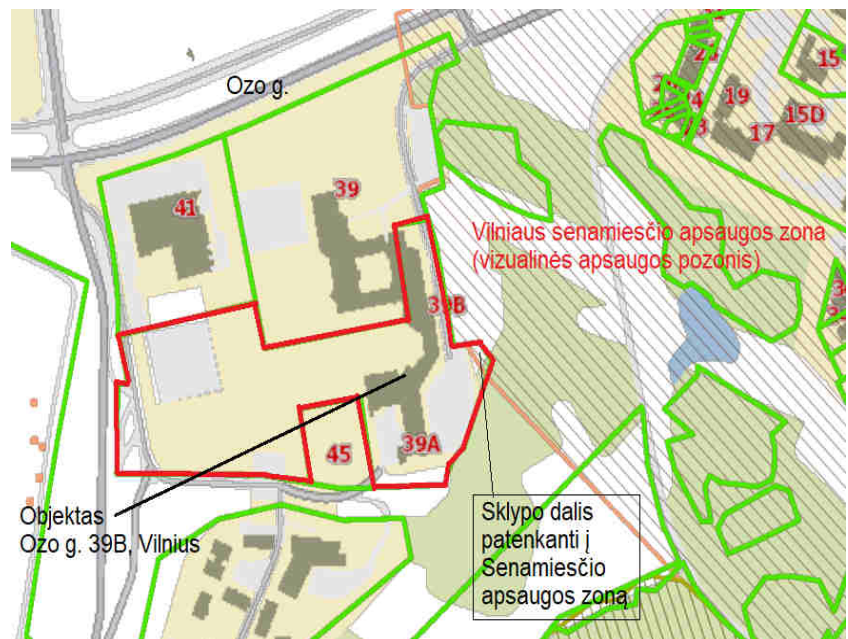 Ozo g.
15
19
15D
17
39
41
Vilniaus senamiesčio apsaugos zona
(vizualinės apsaugos pozonis)
39B
39A
45
Objektas
Ozo g. 39B, Vilnius
Sklypo dalis
patenkanti į
Senamiesčio
apsaugos zoną